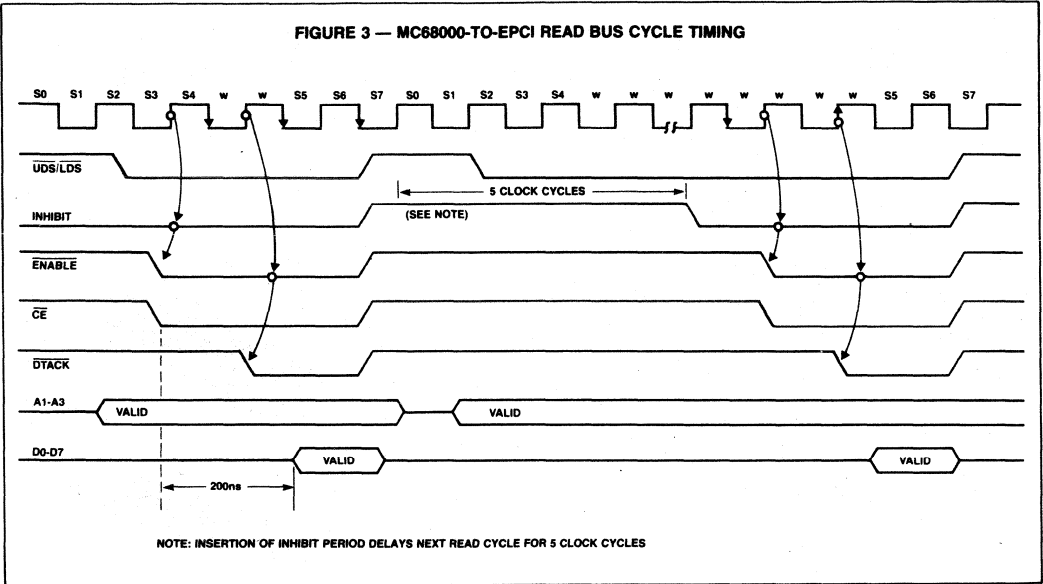 FIGURE 3 — MC68000-TO-EPCI READ BUS CYCLE TIMING
S0 S1 S2 S3 S4 w w S5 S6 S7 S0 S1 S2 S3 S4 w w w w w w w w S5 S6 S7
UDS/LDS
5 CLOCK CYCLES
INHIBIT
(SEE NOTE)
ENABLE
CE
DTACK
A1-A3
VALID VALID
D0-D7
VALID VALID
200ns
NOTE: INSERTION OF INHIBIT PERIOD DELAYS NEXT READ CYCLE FOR 5 CLOCK CYCLES